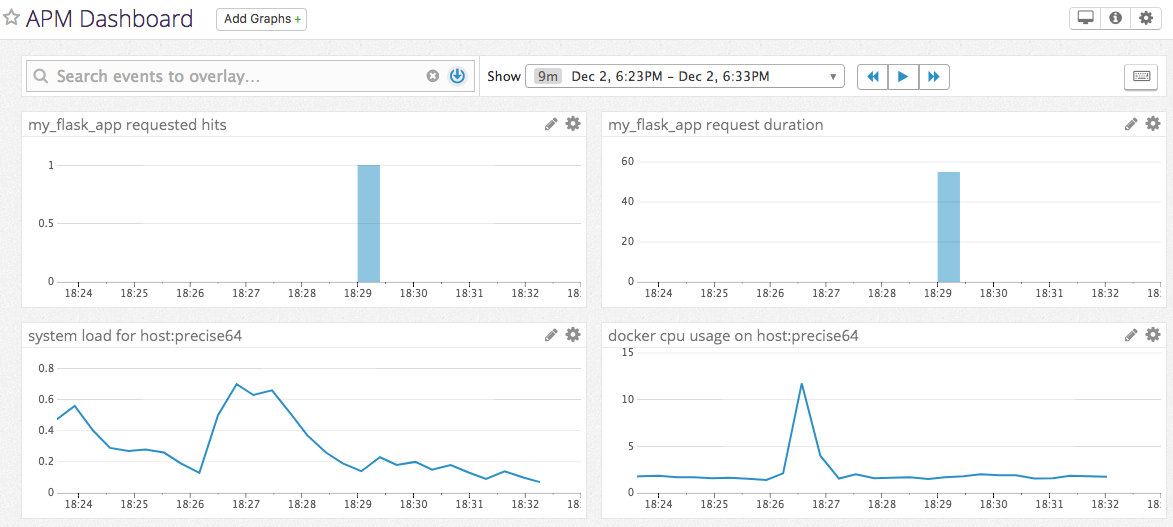 APM Dashboard
Add Graphs +
Search events to overlay...
Show
9m Dec 2, 6:23PM – Dec 2, 6:33PM
my_flask_app requested hits
1
0.5
0
18:24 18:25 18:26 18:27 18:28 18:29 18:30 18:31 18:32 18:
my_flask_app request duration
60
40
20
0
18:24 18:25 18:26 18:27 18:28 18:29 18:30 18:31 18:32 18:
system load for host:precise64
0.8
0.6
0.4
0.2
0
18:24 18:25 18:26 18:27 18:28 18:29 18:30 18:31 18:32 18:
docker cpu usage on host:precise64
15
10
5
0
18:24 18:25 18:26 18:27 18:28 18:29 18:30 18:31 18:32 18: